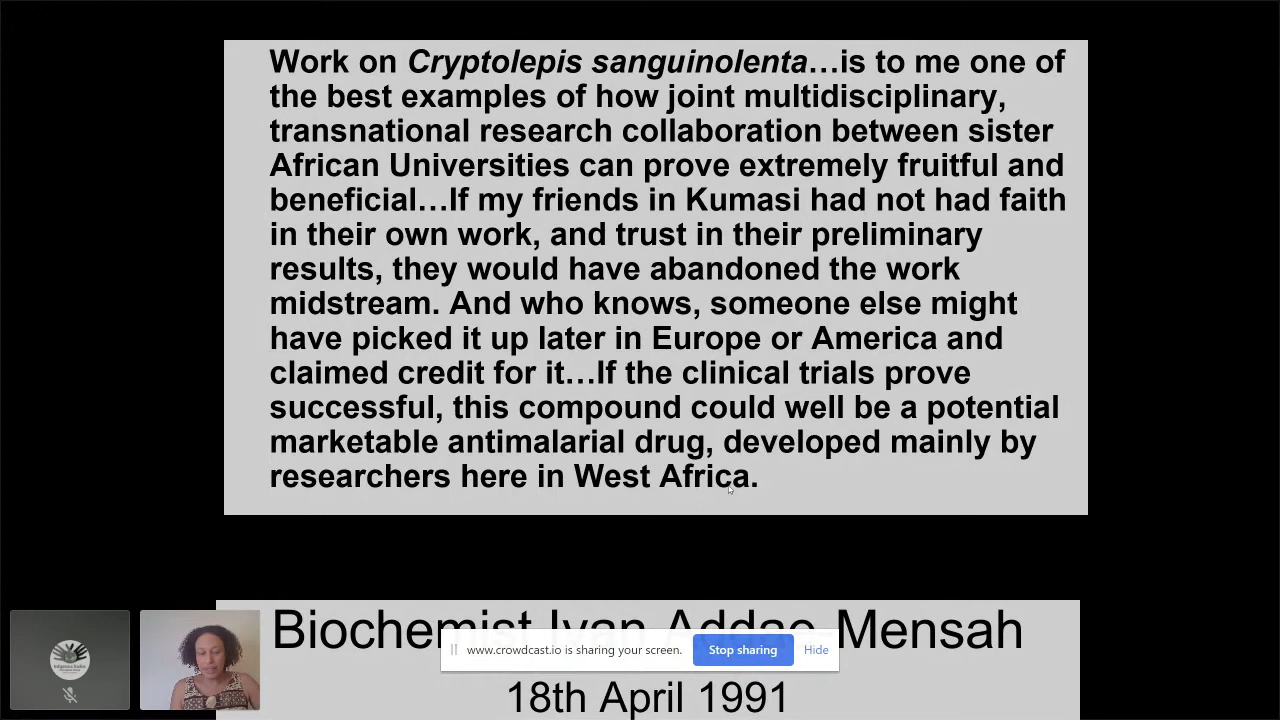 Work on Cryptolepis sanguinolenta…is to me one of
the best examples of how joint multidisciplinary,
transnational research collaboration between sister
African Universities can prove extremely fruitful and
beneficial…If my friends in Kumasi had not had faith
in their own work, and trust in their preliminary
results, they would have abandoned the work
midstream. And who knows, someone else might
have picked it up later in Europe or America and
claimed credit for it…If the clinical trials prove
successful, this compound could well be a potential
marketable antimalarial drug, developed mainly by
researchers here in West Africa.
Biochemist Ivan Addae-Mensah
www.crowdcast.io is sharing your screen.
Stop sharing
Hide
18th April 1991